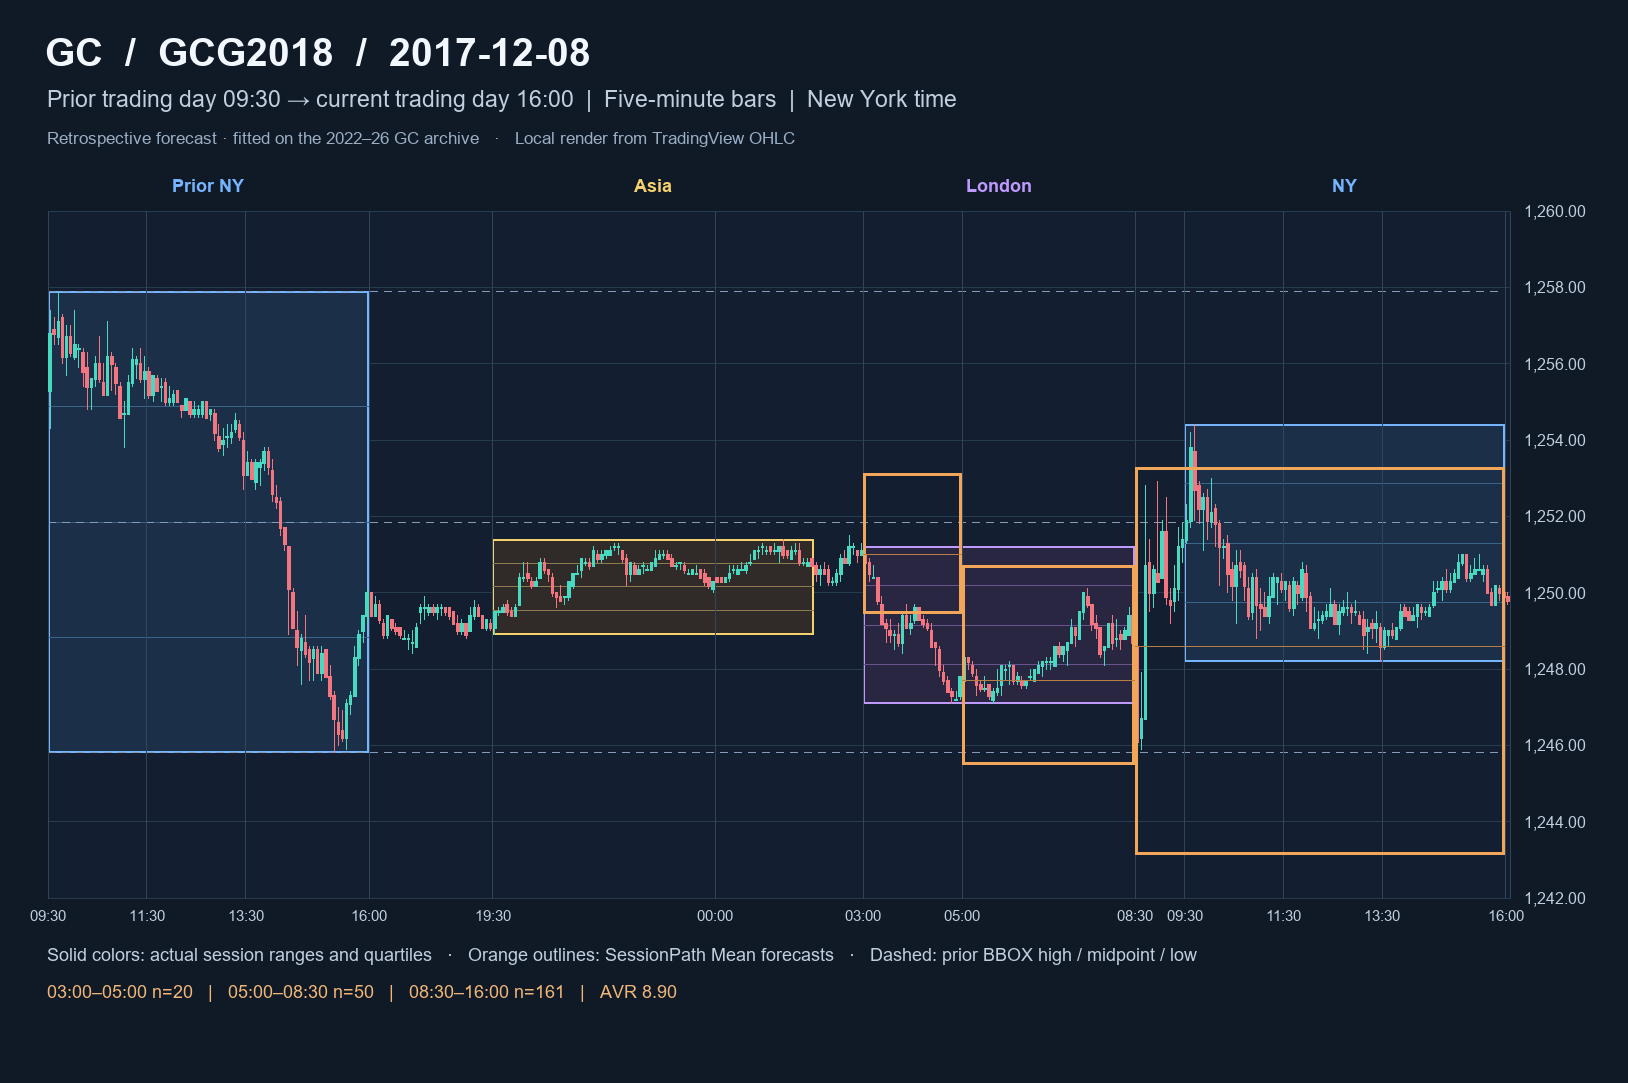 GC / GCG2018 / 2017-12-08
Prior trading day 09:30 → current trading day 16:00 | Five-minute bars | New York time
Retrospective forecast · fitted on the 2022–26 GC archive · Local render from TradingView OHLC
Prior NY Asia London NY
1,260.00
1,258.00
1,256.00
1,254.00
1,252.00
1,250.00
1,248.00
1,246.00
1,244.00
1,242.00
09:30 11:30 13:30 16:00 19:30 00:00 03:00 05:00 08:30 09:30 11:30 13:30 16:00
Solid colors: actual session ranges and quartiles · Orange outlines: SessionPath Mean forecasts · Dashed: prior BBOX high / midpoint / low
03:00–05:00 n=20 | 05:00–08:30 n=50 | 08:30–16:00 n=161 | AVR 8.90